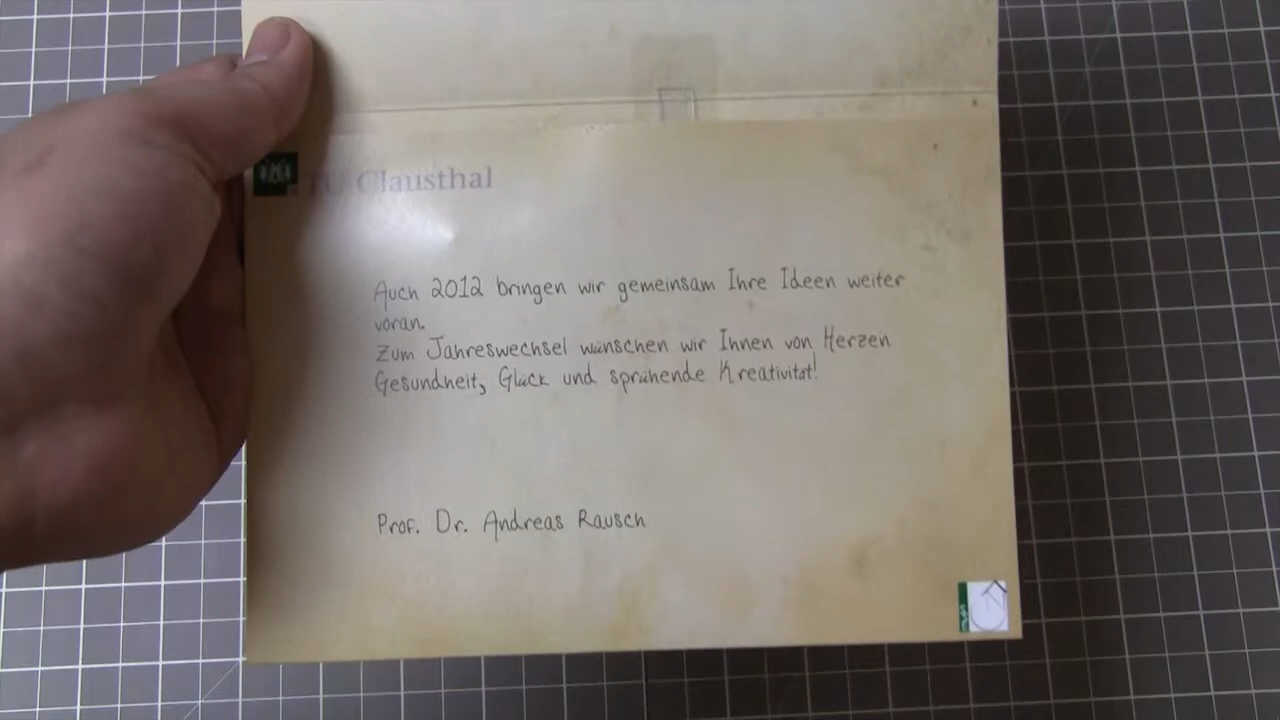 TU Clausthal
Auch 2012 bringen wir gemeinsam Ihre Ideen weiter
voran.
Zum Jahreswechsel wünschen wir Ihnen von Herzen
Gesundheit, Glück und sprühende Kreativität!
Prof. Dr. Andreas Rausch